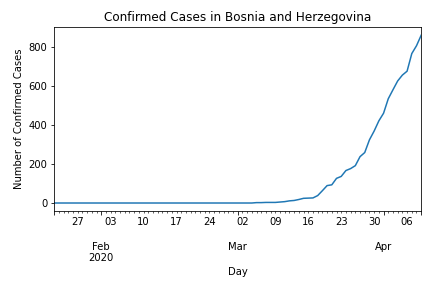 Confirmed Cases in Bosnia and Herzegovina
Number of Confirmed Cases
800
600
400
200
0
27 03 10 17 24 02 09 16 23 30 06
Feb Mar Apr
2020
Day